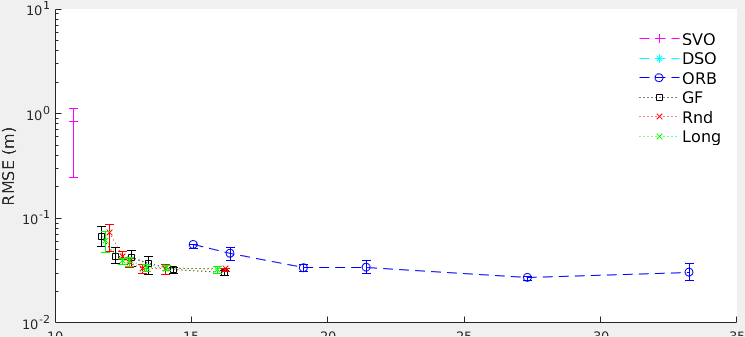 10^1
SVO
DSO
ORB
10^0
GF
Rnd
Long
RMSE (m)
10^-1
10^-2
10 15 20 25 30 35